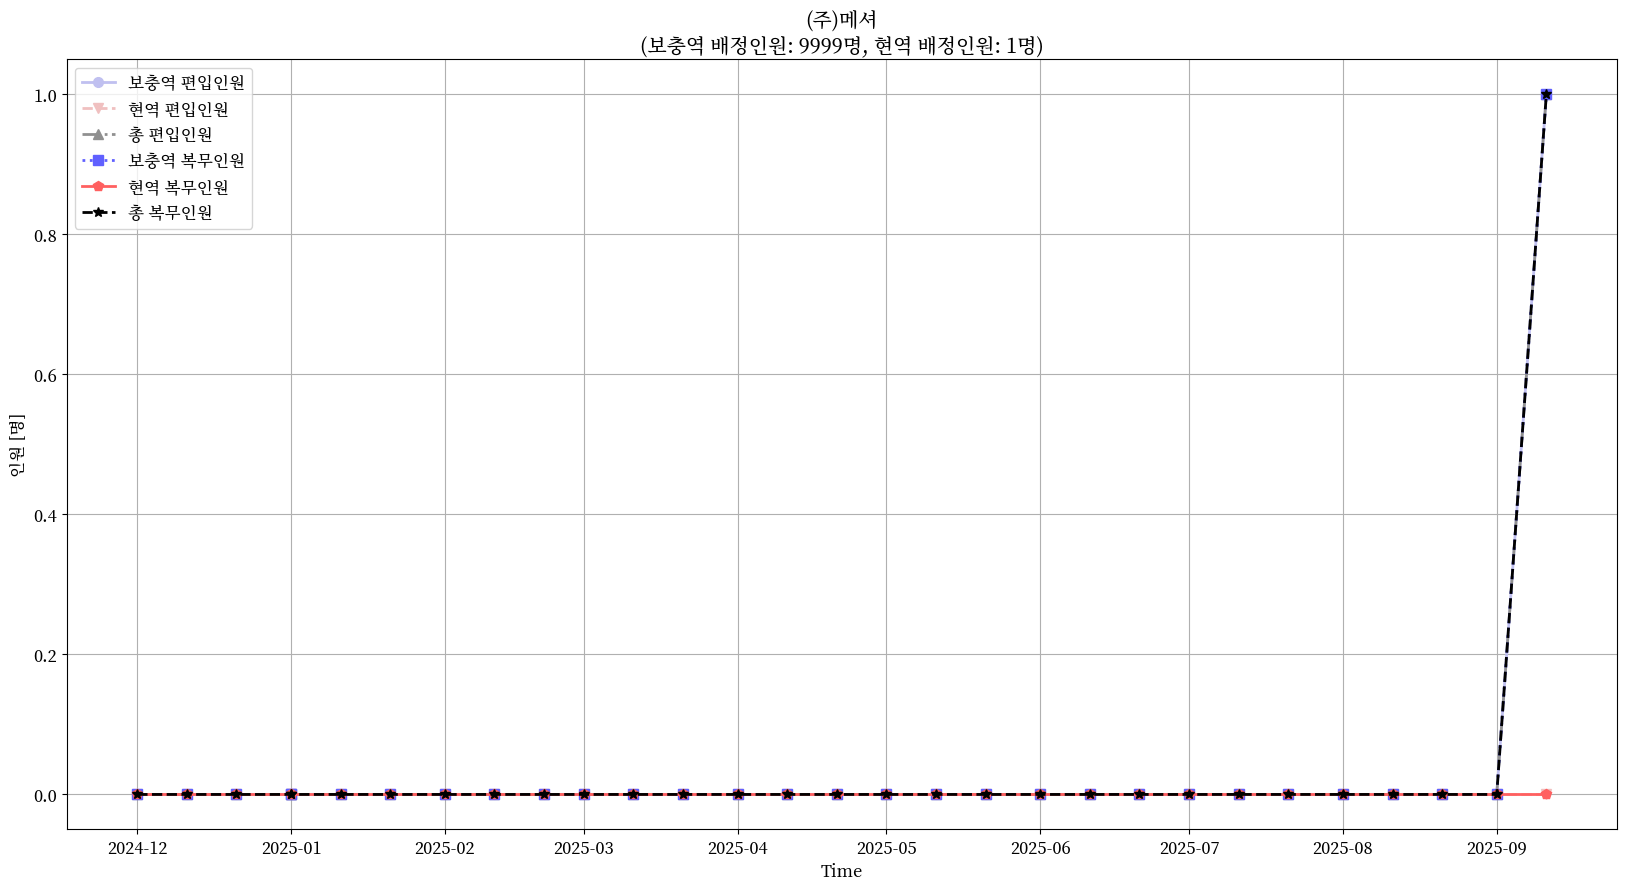 (주)메셔
(보충역 배정인원: 9999명, 현역 배정인원: 1명)
보충역 편입인원
현역 편입인원
총 편입인원
보충역 복무인원
현역 복무인원
총 복무인원
1.0
0.8
0.6
0.4
0.2
0.0
인원 [명]
2024-12 2025-01 2025-02 2025-03 2025-04 2025-05 2025-06 2025-07 2025-08 2025-09
Time